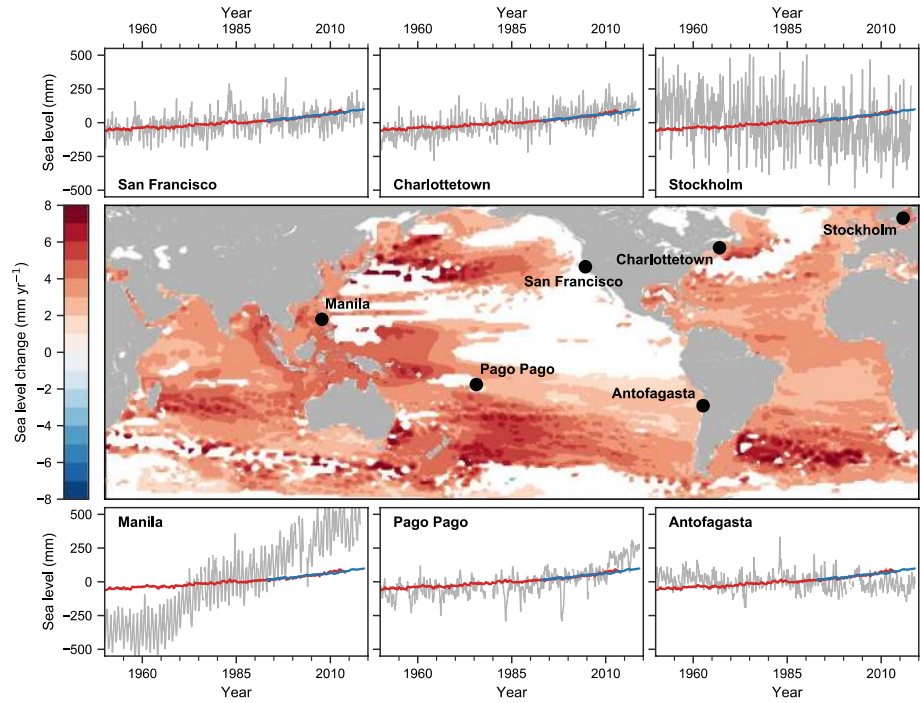 Year
Year
Year
1960
1985
2010
1960
1985
2010
1960
1985
2010
Sea level (mm)
500
250
0
−250
−500
San Francisco
Charlottetown
Stockholm
Sea level change (mm yr⁻¹)
8
6
4
2
0
−2
−4
−6
−8
Stockholm
Charlottetown
San Francisco
Manila
Pago Pago
Antofagasta
Sea level (mm)
500
250
0
−250
−500
Manila
Pago Pago
Antofagasta
1960
1985
2010
1960
1985
2010
1960
1985
2010
Year
Year
Year